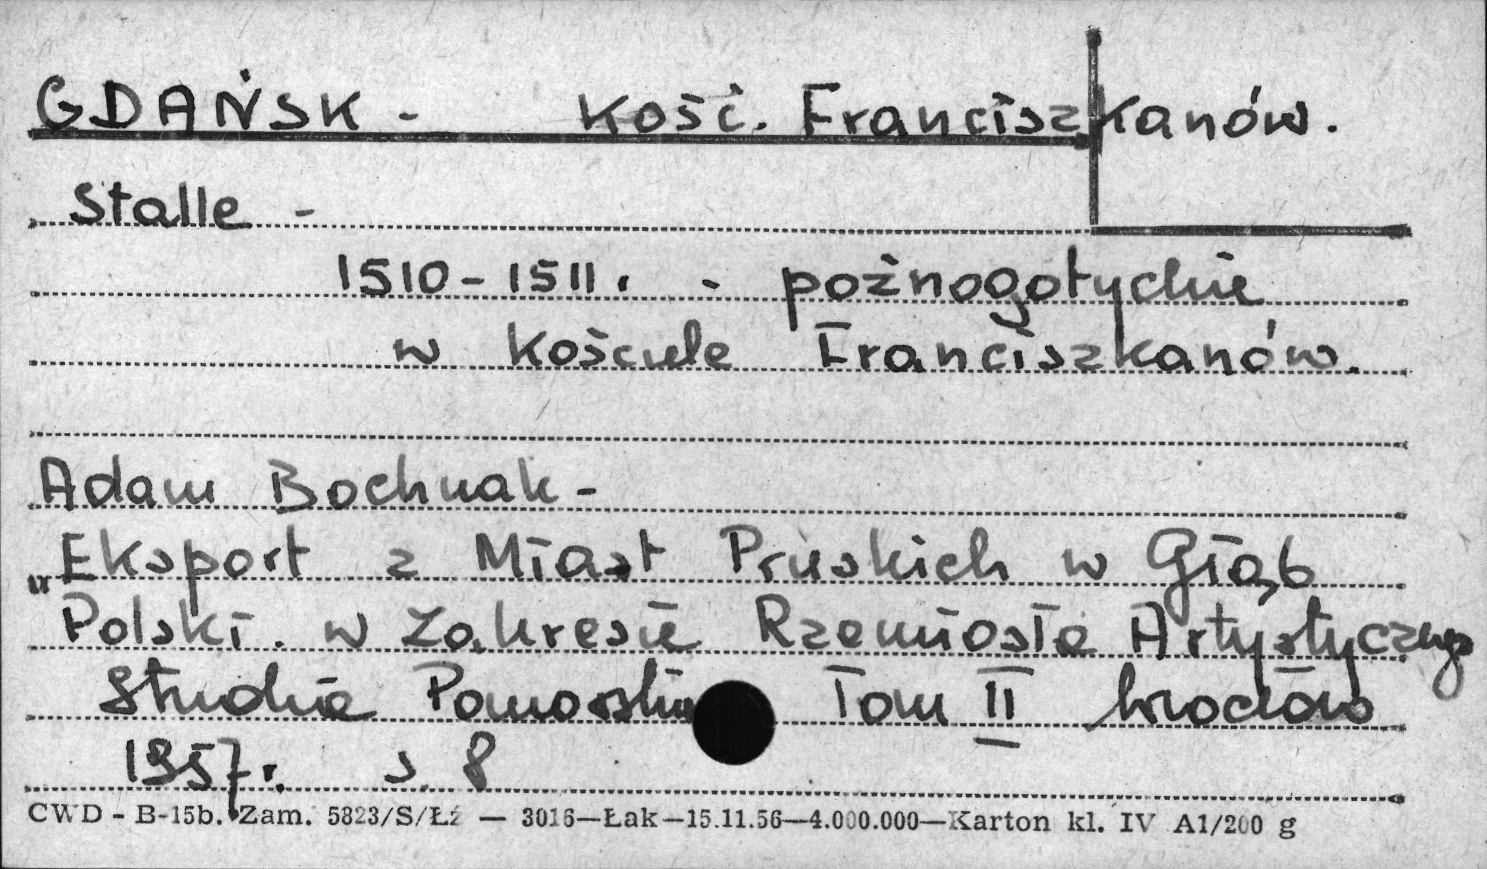 GDAŃSK - Kość. Franciszkanów.
Stalle -
1510-1511. - pożnogotyckie
w Kościele Franciszkanów.
Adam Bochnak -
„Eksport z Miast Pruskich w Głąb
Polski. w Zakresie Rzemiosła Artystycznego
Studia Pomorskie Tom II Wrocław
1957r. s. 8
CWD - B-15b. Zam. 5823/S/Łź — 3016—Łak—15.11.56—4.000.000—Karton kl. IV A1/200 g